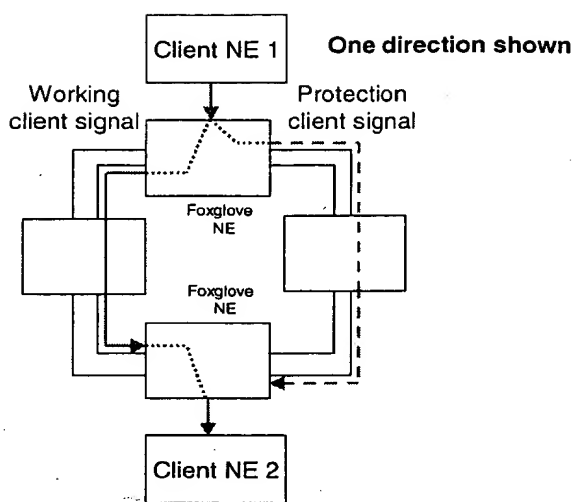 Client NE 1
One direction shown
Working
client signal
Protection
client signal
Foxglove
NE
Foxglove
NE
Client NE 2